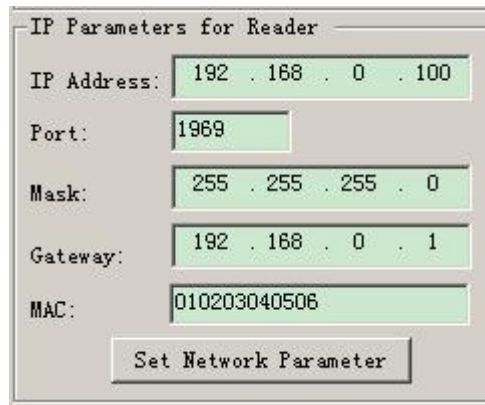 IP Parameters for Reader
IP Address: 192 . 168 . 0 . 100
Port: 1969
Mask: 255 . 255 . 255 . 0
Gateway: 192 . 168 . 0 . 1
MAC: 010203040506
Set Network Parameter